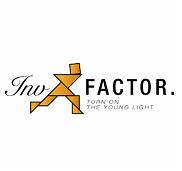 Inv FACTOR.
TURN ON
THE YOUNG LIGHT